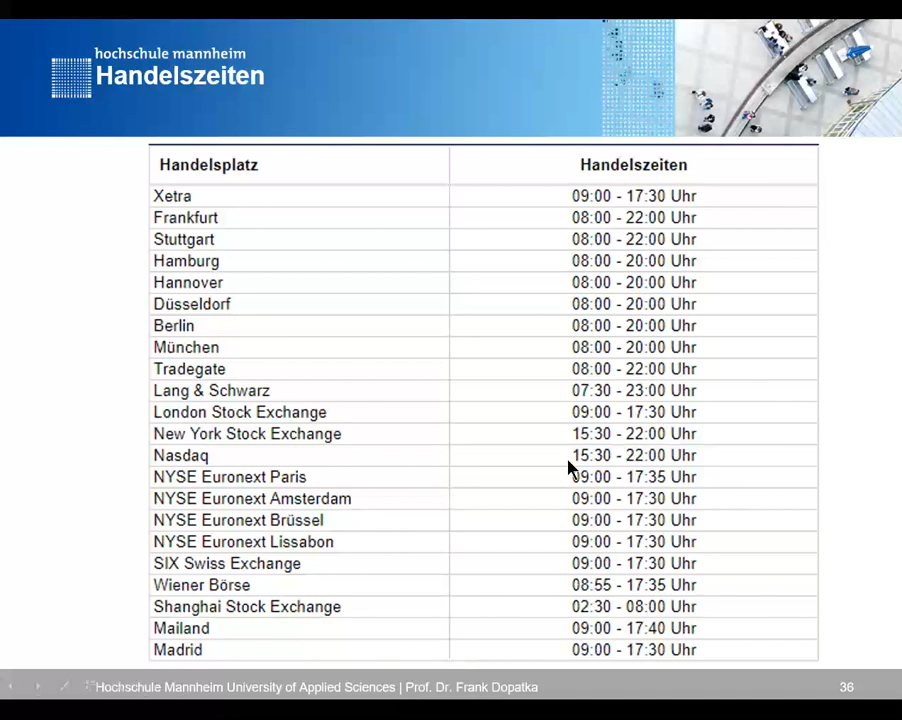 hochschule mannheim
Handelszeiten
Handelsplatz Handelszeiten
Xetra 09:00 - 17:30 Uhr
Frankfurt 08:00 - 22:00 Uhr
Stuttgart 08:00 - 22:00 Uhr
Hamburg 08:00 - 20:00 Uhr
Hannover 08:00 - 20:00 Uhr
Düsseldorf 08:00 - 20:00 Uhr
Berlin 08:00 - 20:00 Uhr
München 08:00 - 20:00 Uhr
Tradegate 08:00 - 22:00 Uhr
Lang & Schwarz 07:30 - 23:00 Uhr
London Stock Exchange 09:00 - 17:30 Uhr
New York Stock Exchange 15:30 - 22:00 Uhr
Nasdaq 15:30 - 22:00 Uhr
NYSE Euronext Paris 09:00 - 17:35 Uhr
NYSE Euronext Amsterdam 09:00 - 17:30 Uhr
NYSE Euronext Brüssel 09:00 - 17:30 Uhr
NYSE Euronext Lissabon 09:00 - 17:30 Uhr
SIX Swiss Exchange 09:00 - 17:30 Uhr
Wiener Börse 08:55 - 17:35 Uhr
Shanghai Stock Exchange 02:30 - 08:00 Uhr
Mailand 09:00 - 17:40 Uhr
Madrid 09:00 - 17:30 Uhr
Hochschule Mannheim University of Applied Sciences | Prof. Dr. Frank Dopatka 36